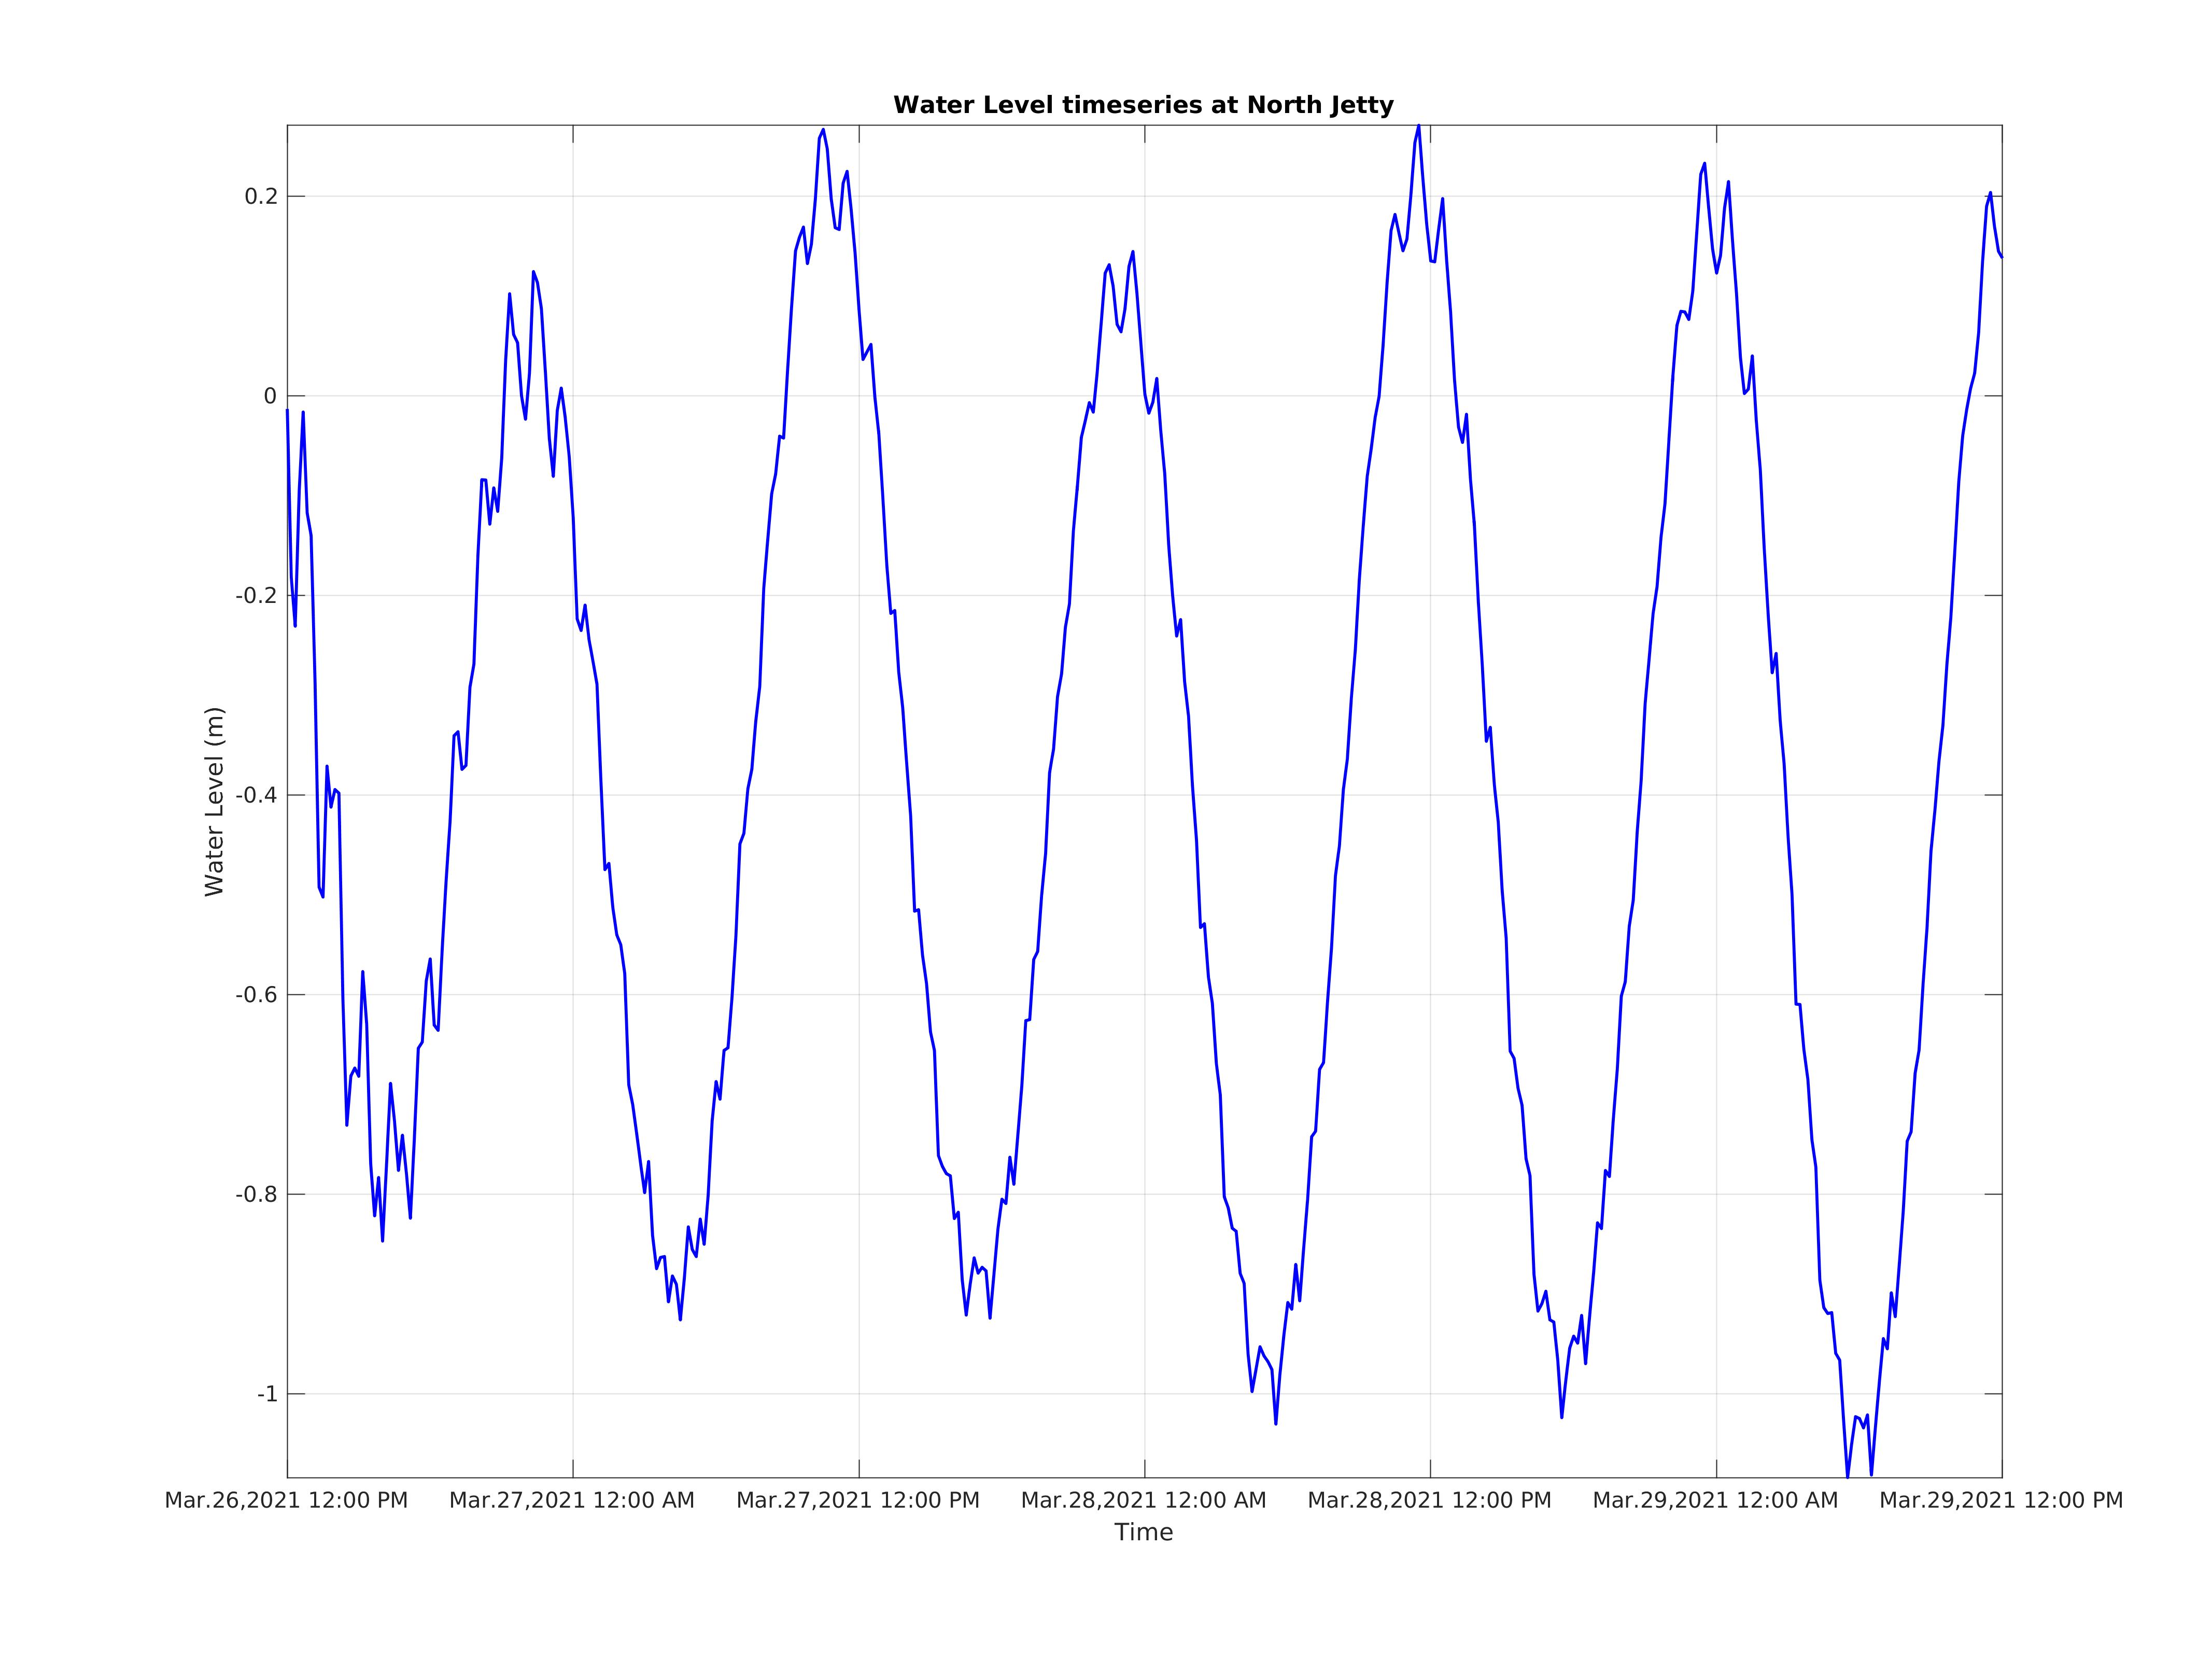 Water Level timeseries at North Jetty
0.2
0
-0.2
-0.4
-0.6
-0.8
-1
Water Level (m)
Mar.26,2021 12:00 PM Mar.27,2021 12:00 AM Mar.27,2021 12:00 PM Mar.28,2021 12:00 AM Mar.28,2021 12:00 PM Mar.29,2021 12:00 AM Mar.29,2021 12:00 PM
Time